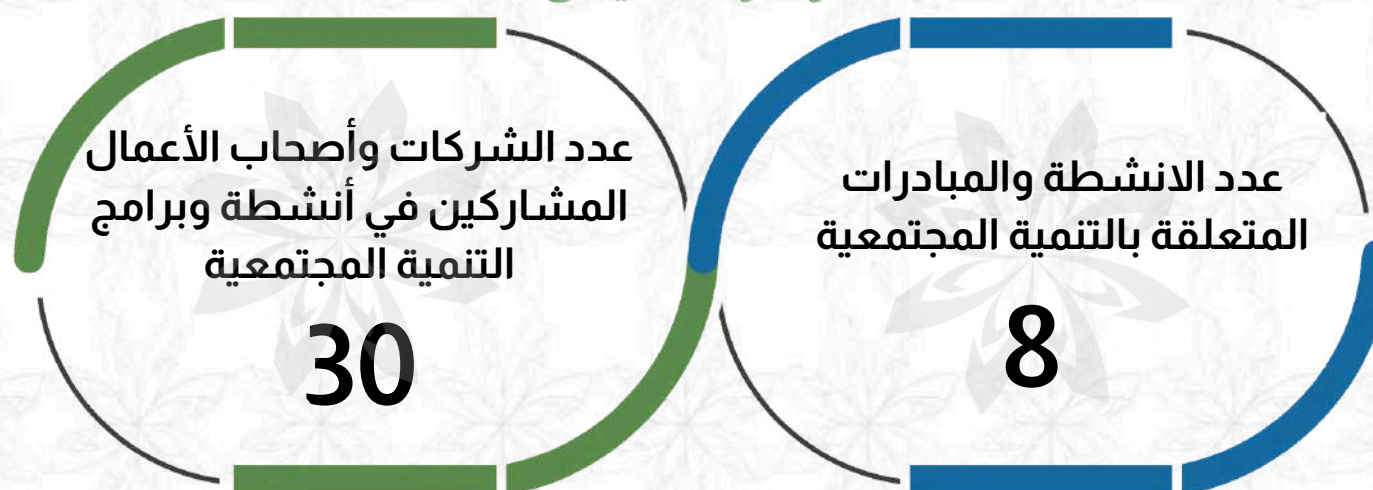 عدد الانشطة والمبادرات
المتعلقة بالتنمية المجتمعية
8
عدد الشركات وأصحاب الأعمال
المشاركين في أنشطة وبرامج
التنمية المجتمعية
30